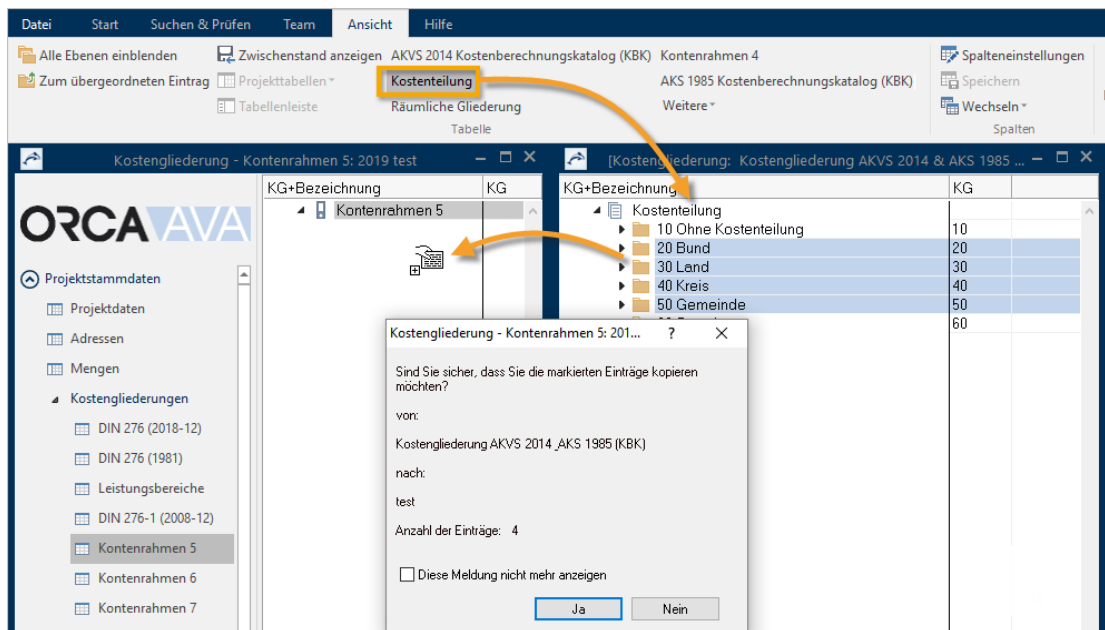 Datei Start Suchen & Prüfen Team Ansicht Hilfe
Alle Ebenen einblenden Zwischenstand anzeigen AKVS 2014 Kostenberechnungskatalog (KBK) Kontenrahmen 4 Spalteneinstellungen
Zum übergeordneten Eintrag Projekttabellen Kostenteilung AKS 1985 Kostenberechnungskatalog (KBK) Speichern
Tabellenleiste Räumliche Gliederung Weitere Wechseln
Tabelle Spalten
Kostengliederung - Kontenrahmen 5: 2019 test
[Kostengliederung: Kostengliederung AKVS 2014 & AKS 1985 ...
ORCA AVA
Projektstammdaten
Projektdaten
Adressen
Mengen
Kostengliederungen
DIN 276 (2018-12)
DIN 276 (1981)
Leistungsbereiche
DIN 276-1 (2008-12)
Kontenrahmen 5
Kontenrahmen 6
Kontenrahmen 7
KG+Bezeichnung KG
Kontenrahmen 5
KG+Bezeichnung KG
Kostenteilung
10 Ohne Kostenteilung 10
20 Bund 20
30 Land 30
40 Kreis 40
50 Gemeinde 50
60
Kostengliederung - Kontenrahmen 5: 201... ?
Sind Sie sicher, dass Sie die markierten Einträge kopieren
möchten?
von:
Kostengliederung AKVS 2014 ,AKS 1985 (KBK)
nach:
test
Anzahl der Einträge: 4
Diese Meldung nicht mehr anzeigen
Ja Nein